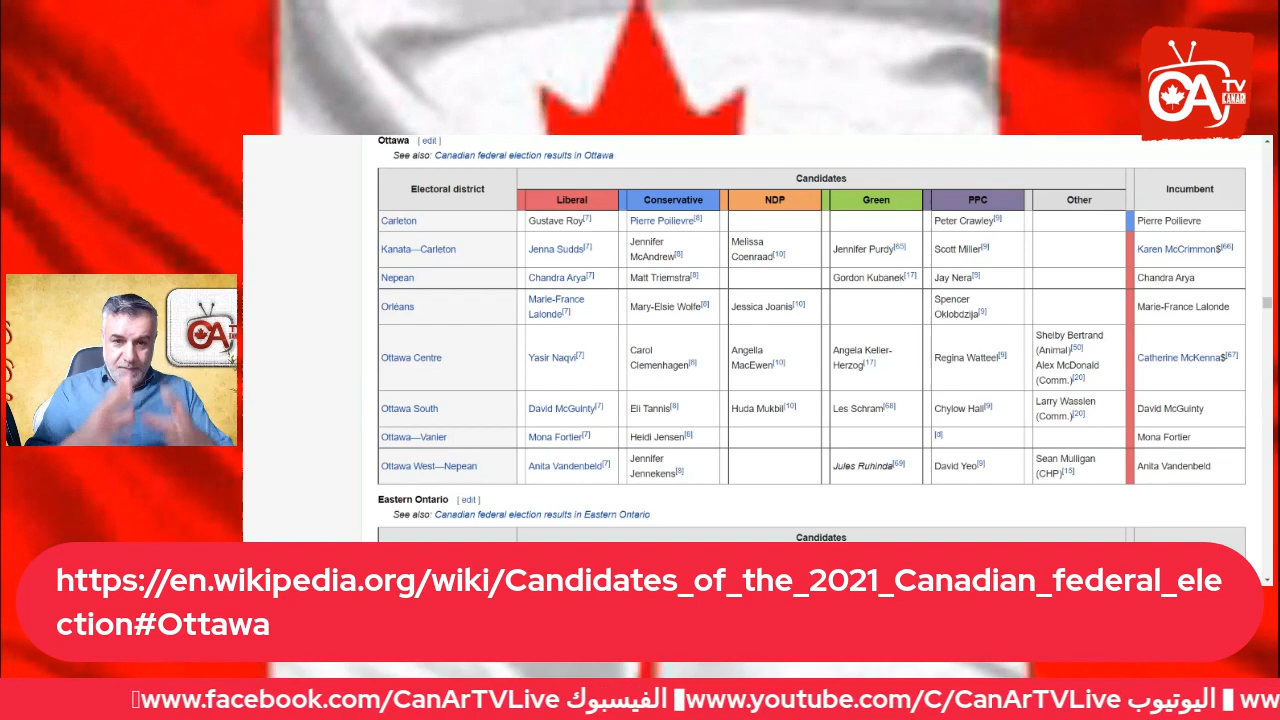 OA TV
CANAR
Ottawa [ edit ]
See also: Canadian federal election results in Ottawa
Electoral district Candidates Incumbent
Liberal Conservative NDP Green PPC Other
Carleton Gustave Roy[7] Pierre Poilievre[8] Peter Crawley[9] Pierre Poilievre
Kanata—Carleton Jenna Sudds[7] Jennifer McAndrew[8] Melissa Coenraad[10] Jennifer Purdy[65] Scott Miller[9] Karen McCrimmon$[66]
Nepean Chandra Arya[7] Matt Triemstra[8] Gordon Kubanek[17] Jay Nera[9] Chandra Arya
Orléans Marie-France Lalonde[7] Mary-Elsie Wolfe[8] Jessica Joanis[10] Spencer Oklobdzija[9] Marie-France Lalonde
Ottawa Centre Yasir Naqvi[7] Carol Clemenhagen[8] Angella MacEwen[10] Angela Keller-Herzog[17] Regina Watteel[9] Shelby Bertrand (Animal)[50] Alex McDonald (Comm.)[20] Catherine McKenna$[67]
Ottawa South David McGuinty[7] Eli Tannis[8] Huda Mukbil[10] Les Schram[68] Chylow Hall[9] Larry Wasslen (Comm.)[20] David McGuinty
Ottawa—Vanier Mona Fortier[7] Heidi Jensen[8] [d] Mona Fortier
Ottawa West—Nepean Anita Vandenbeld[7] Jennifer Jennekens[8] Jules Ruhinda[69] David Yeo[9] Sean Mulligan (CHP)[15] Anita Vandenbeld
Eastern Ontario [ edit ]
See also: Canadian federal election results in Eastern Ontario
Candidates
https://en.wikipedia.org/wiki/Candidates_of_the_2021_Canadian_federal_ele
ction#Ottawa
www.facebook.com/CanArTVLive الفيسبوك www.youtube.com/C/CanArTVLive اليوتيوب ww